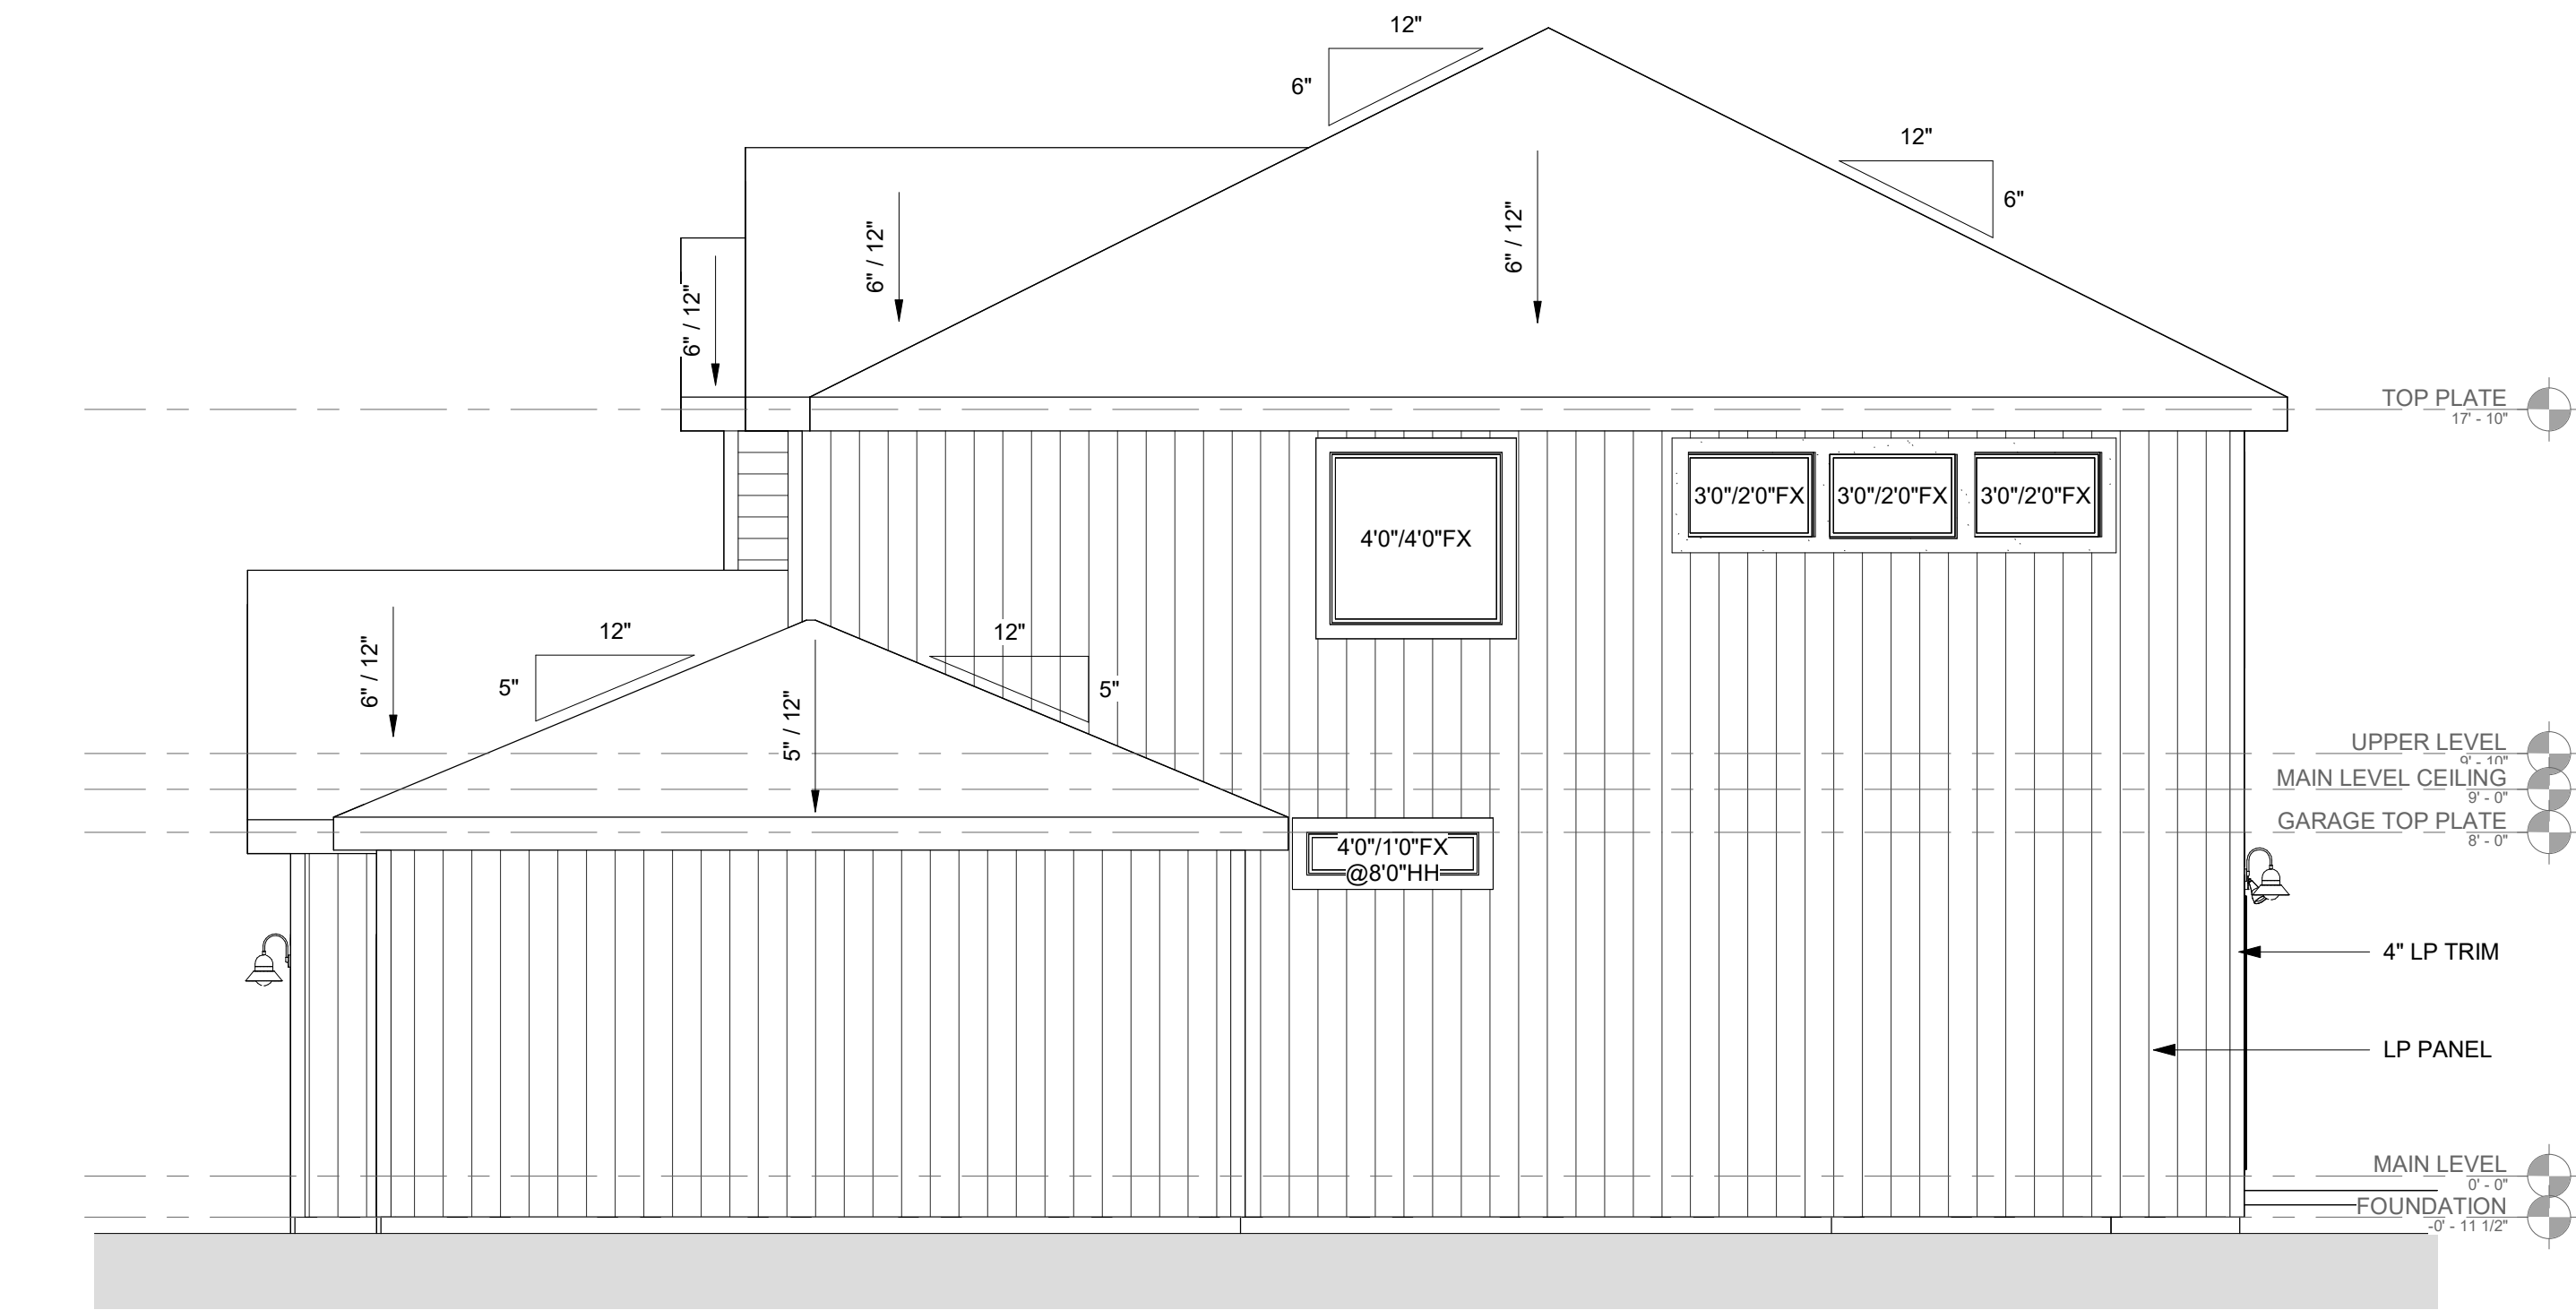 12"
6"
12"
6"
6" / 12"
6" / 12"
6" / 12"
TOP PLATE
17' - 10"
4'0"/4'0"FX
3'0"/2'0"FX
3'0"/2'0"FX
3'0"/2'0"FX
12"
12"
6" / 12"
5"
5"
5" / 12"
UPPER LEVEL
9' - 10"
MAIN LEVEL CEILING
9' - 0"
GARAGE TOP PLATE
8' - 0"
4'0"/1'0"FX
@8'0"HH
4" LP TRIM
LP PANEL
MAIN LEVEL
0' - 0"
FOUNDATION
-0' - 11 1/2"